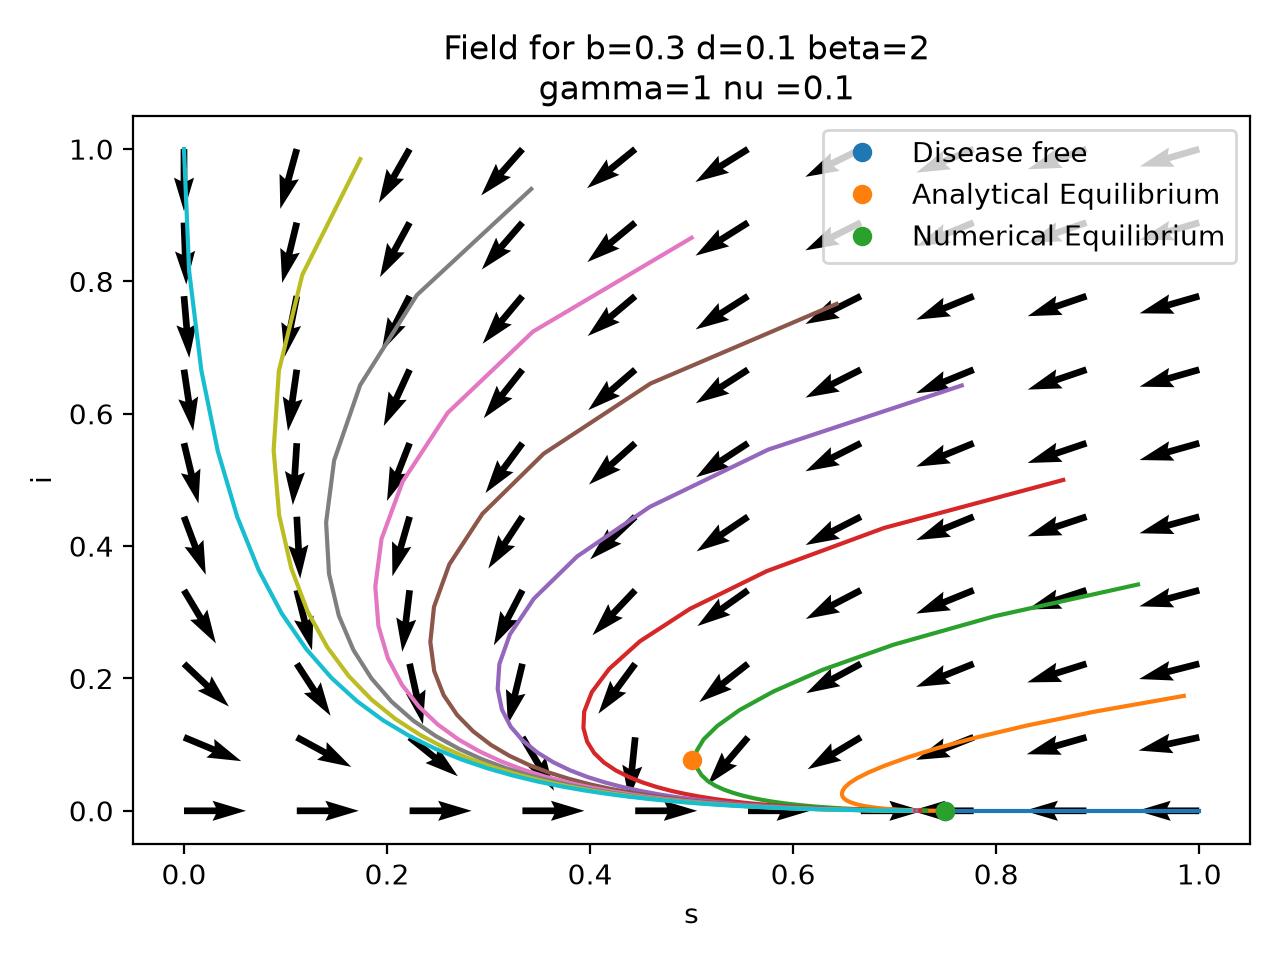 Field for b=0.3 d=0.1 beta=2
gamma=1 nu =0.1
Disease free
Analytical Equilibrium
Numerical Equilibrium
1.0
0.8
0.6
0.4
0.2
0.0
i
0.0 0.2 0.4 0.6 0.8 1.0
s